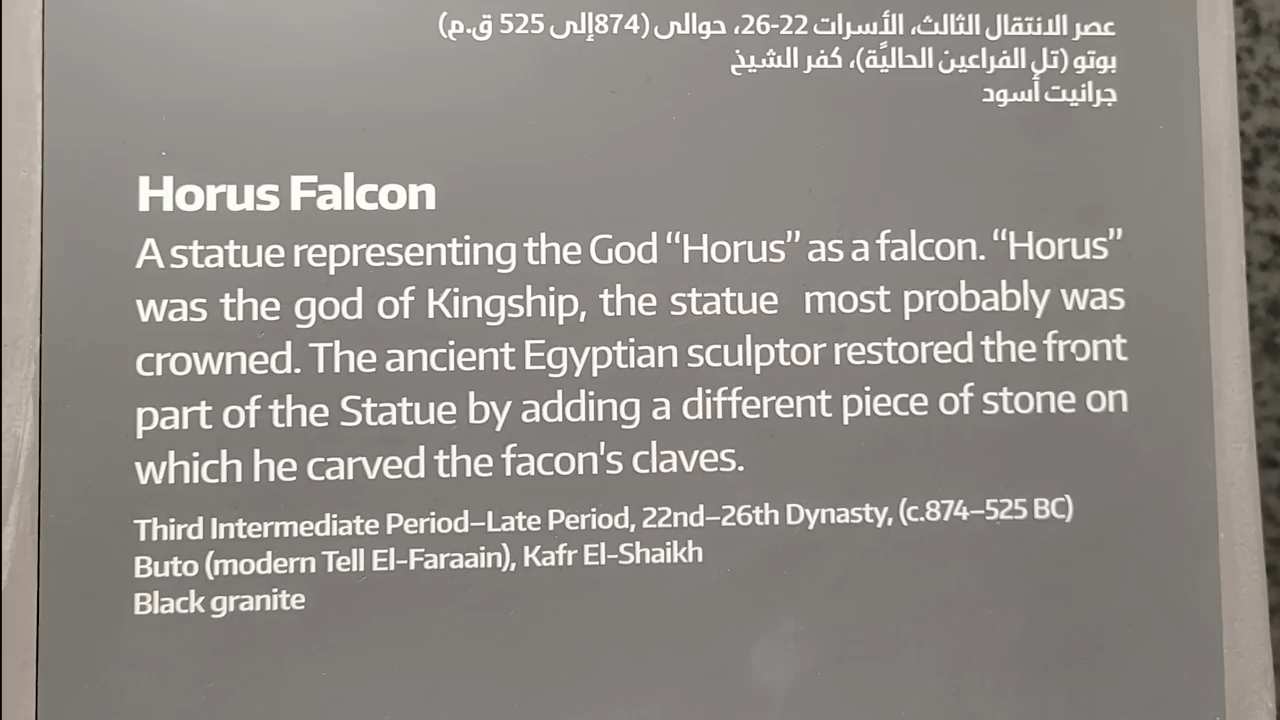 عصر الانتقال الثالث، الأسرات 22-26، حوالى (874إلى 525 ق.م)
بوتو (تل الفراعين الحاليًة)، كفر الشيخ
جرانيت أسود
Horus Falcon
A statue representing the God “Horus” as a falcon. “Horus”
was the god of Kingship, the statue most probably was
crowned. The ancient Egyptian sculptor restored the front
part of the Statue by adding a different piece of stone on
which he carved the facon's claves.
Third Intermediate Period–Late Period, 22nd–26th Dynasty, (c.874–525 BC)
Buto (modern Tell El-Faraain), Kafr El-Shaikh
Black granite